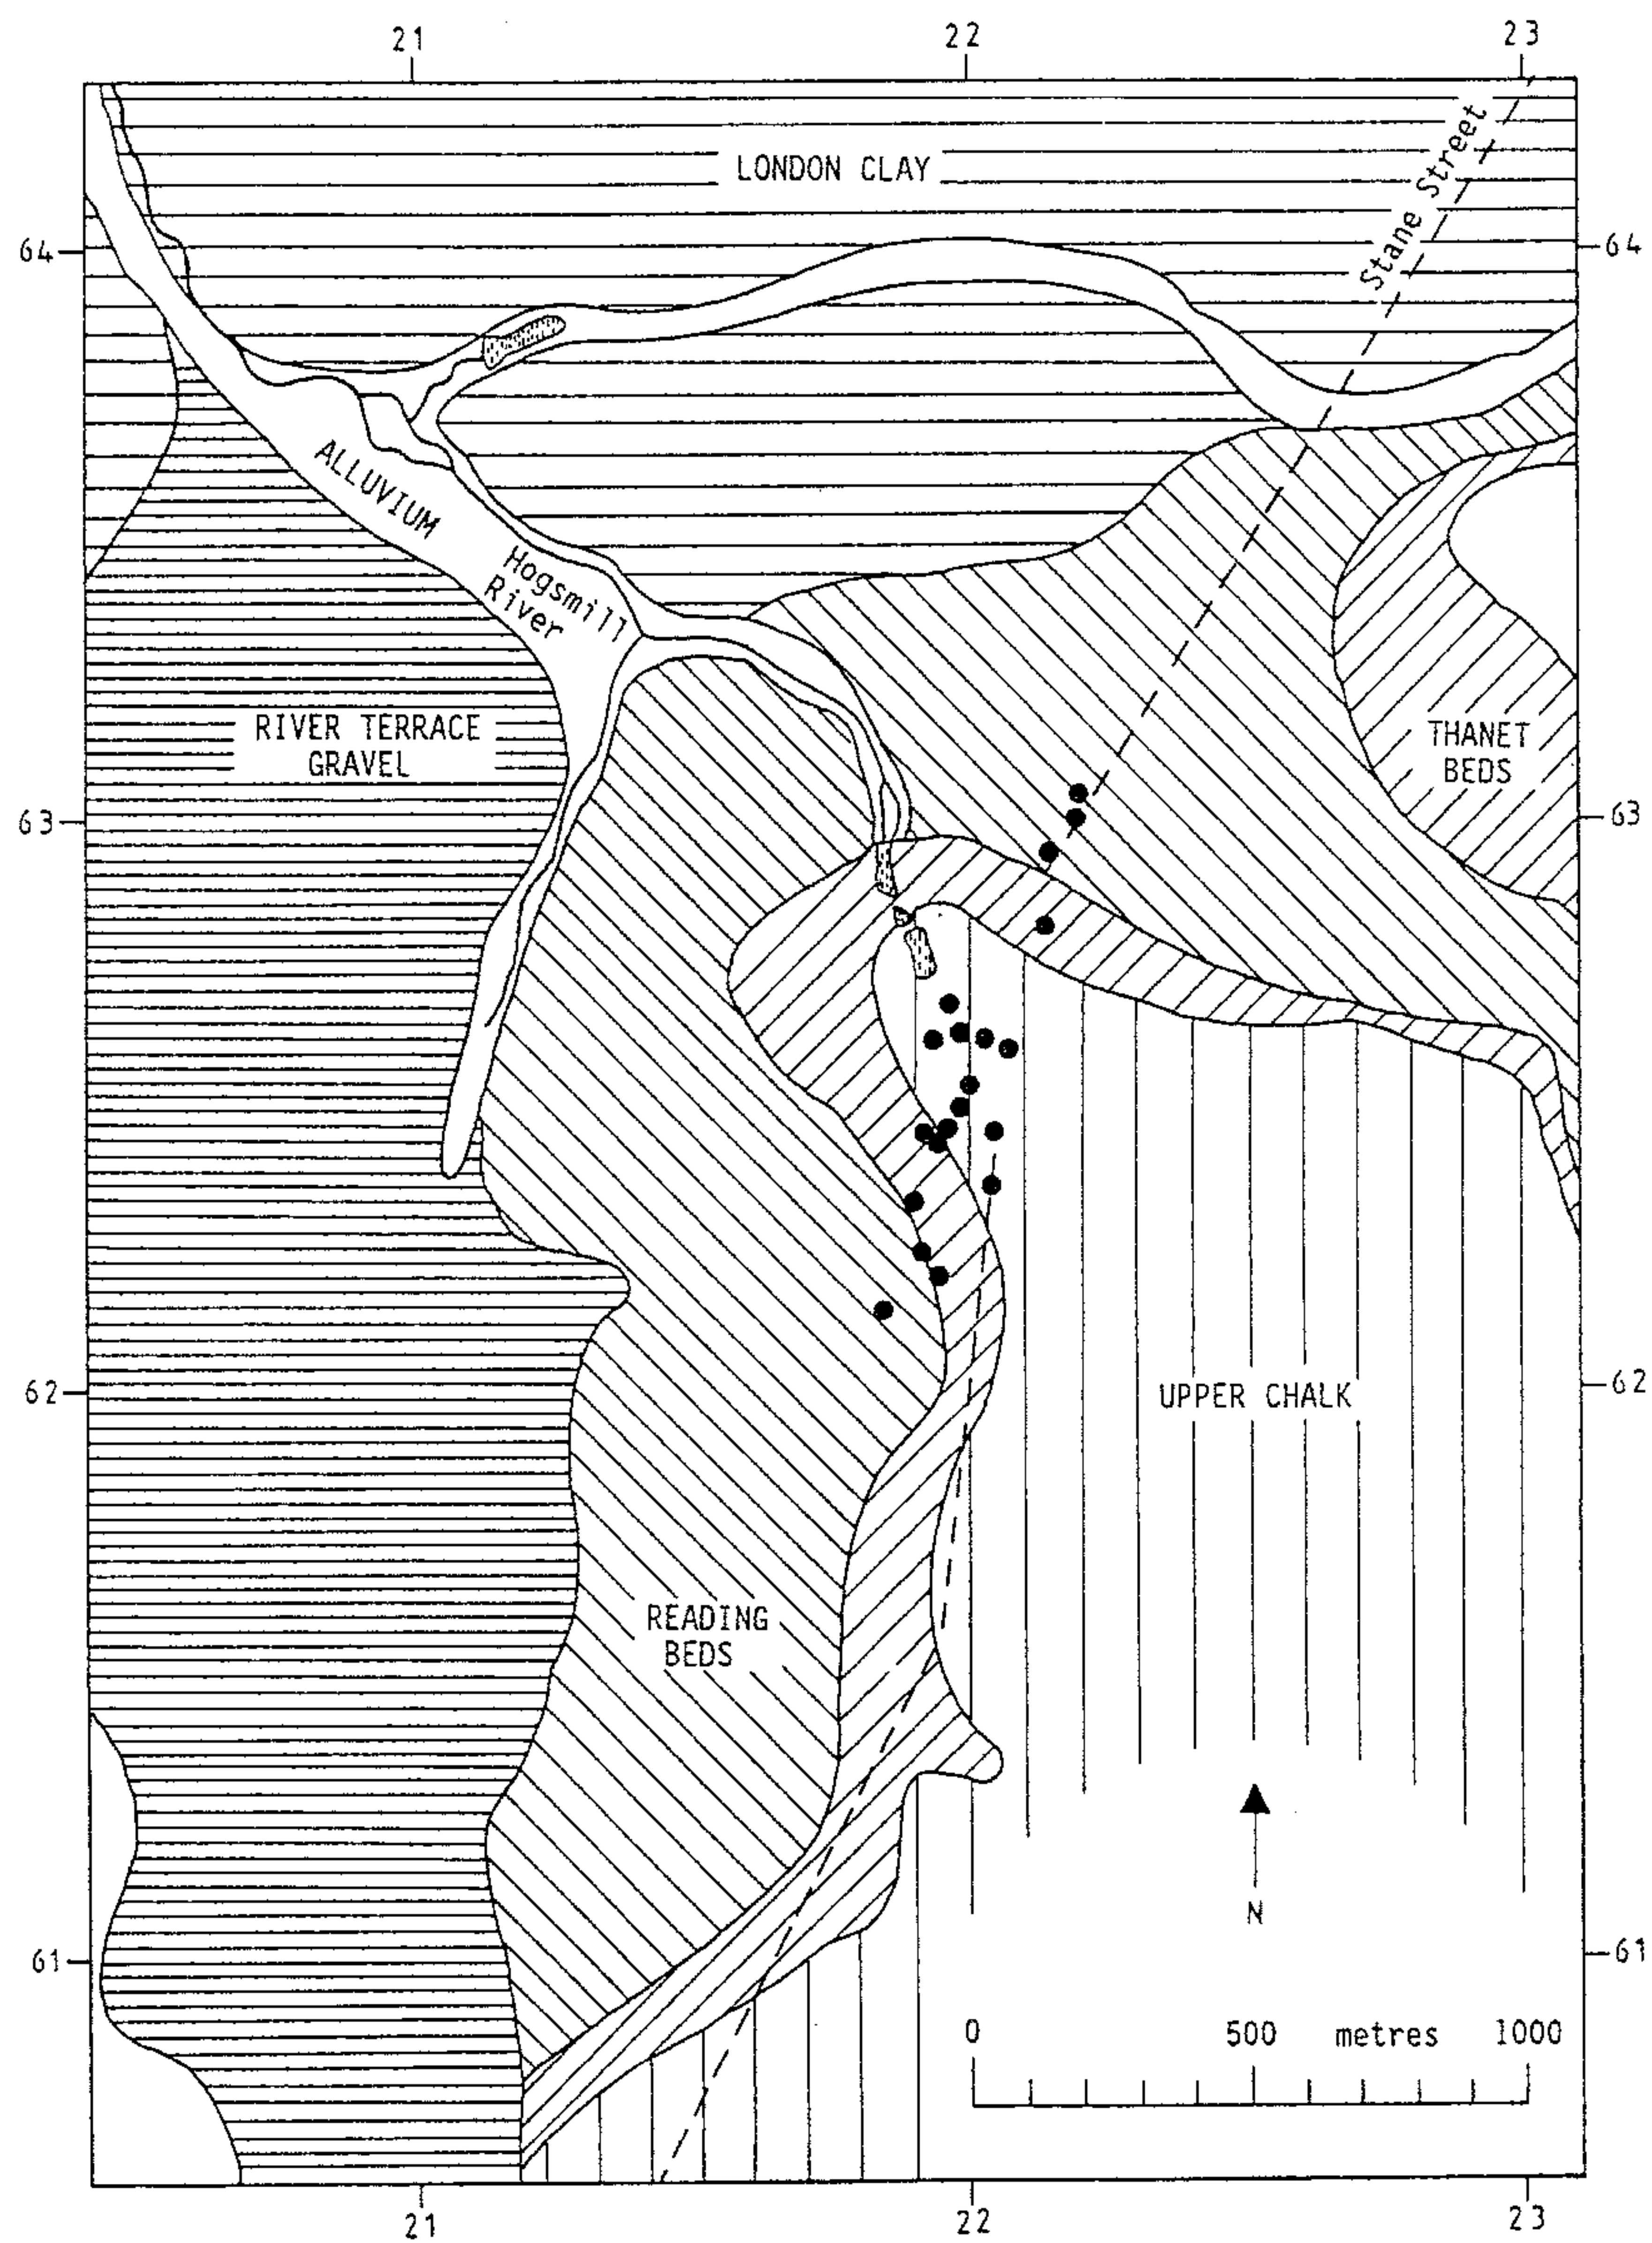 21 22 23
LONDON CLAY
Stane Street
64 64
ALLUVIUM
Hogsmill
River
RIVER TERRACE
GRAVEL
THANET
BEDS
63 63
62 62
UPPER CHALK
READING
BEDS
N
61 61
0 500 metres 1000
21 22 23